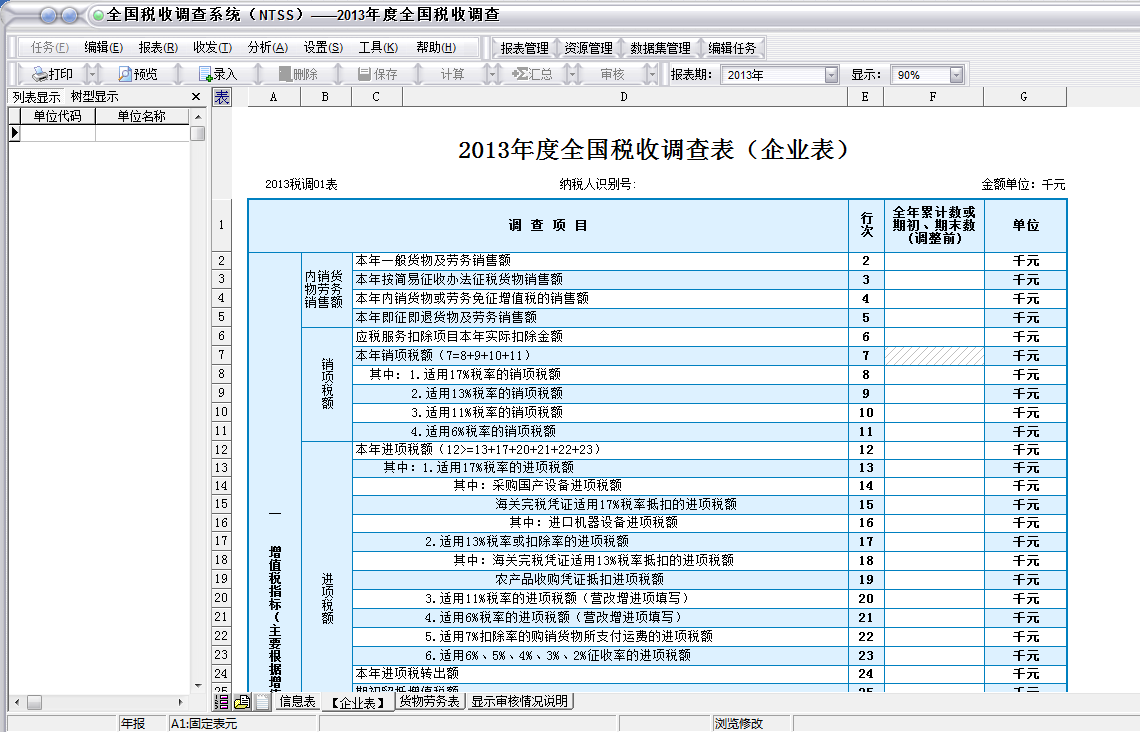 全国税收调查系统（NTSS）——2013年度全国税收调查
任务(F) 编辑(E) 报表(R) 收发(T) 分析(A) 设置(S) 工具(K) 帮助(H) 报表管理 资源管理 数据集管理 编辑任务
打印 预览 录入 删除 保存 计算 汇总 审核 报表期： 2013年 显示： 90%
列表显示 树型显示 × 表 A B C D E F G
单位代码 单位名称
2013年度全国税收调查表（企业表）
2013税调01表 纳税人识别号： 金额单位：千元
1 调 查 项 目 行次 全年累计数或期初、期末数（调整前） 单位
2 内销货物劳务销售额 本年一般货物及劳务销售额 2 千元
3 本年按简易征收办法征税货物销售额 3 千元
4 本年内销货物或劳务免征增值税的销售额 4 千元
5 本年即征即退货物及劳务销售额 5 千元
6 销项税额 应税服务扣除项目本年实际扣除金额 6 千元
7 本年销项税额（7=8+9+10+11） 7 千元
8 其中：1.适用17%税率的销项税额 8 千元
9 2.适用13%税率的销项税额 9 千元
10 3.适用11%税率的销项税额 10 千元
11 4.适用6%税率的销项税额 11 千元
12 本年进项税额（12>=13+17+20+21+22+23） 12 千元
13 其中：1.适用17%税率的进项税额 13 千元
14 其中：采购国产设备进项税额 14 千元
15 海关完税凭证适用17%税率抵扣的进项税额 15 千元
16 其中：进口机器设备进项税额 16 千元
17 2.适用13%税率或扣除率的进项税额 17 千元
18 其中：海关完税凭证适用13%税率抵扣的进项税额 18 千元
19 农产品收购凭证抵扣进项税额 19 千元
20 3.适用11%税率的进项税额（营改增进项填写） 20 千元
21 4.适用6%税率的进项税额（营改增进项填写） 21 千元
22 5.适用7%扣除率的购销货物所支付运费的进项税额 22 千元
23 6.适用6%、5%、4%、3%、2%征收率的进项税额 23 千元
24 本年进项税转出额 24 千元
25 期初留抵增值税额 25 千元
一 增值税指标（主要根据增值
进项税额
信息表 【企业表】 货物劳务表 显示审核情况说明
年报 A1:固定表元 浏览修改